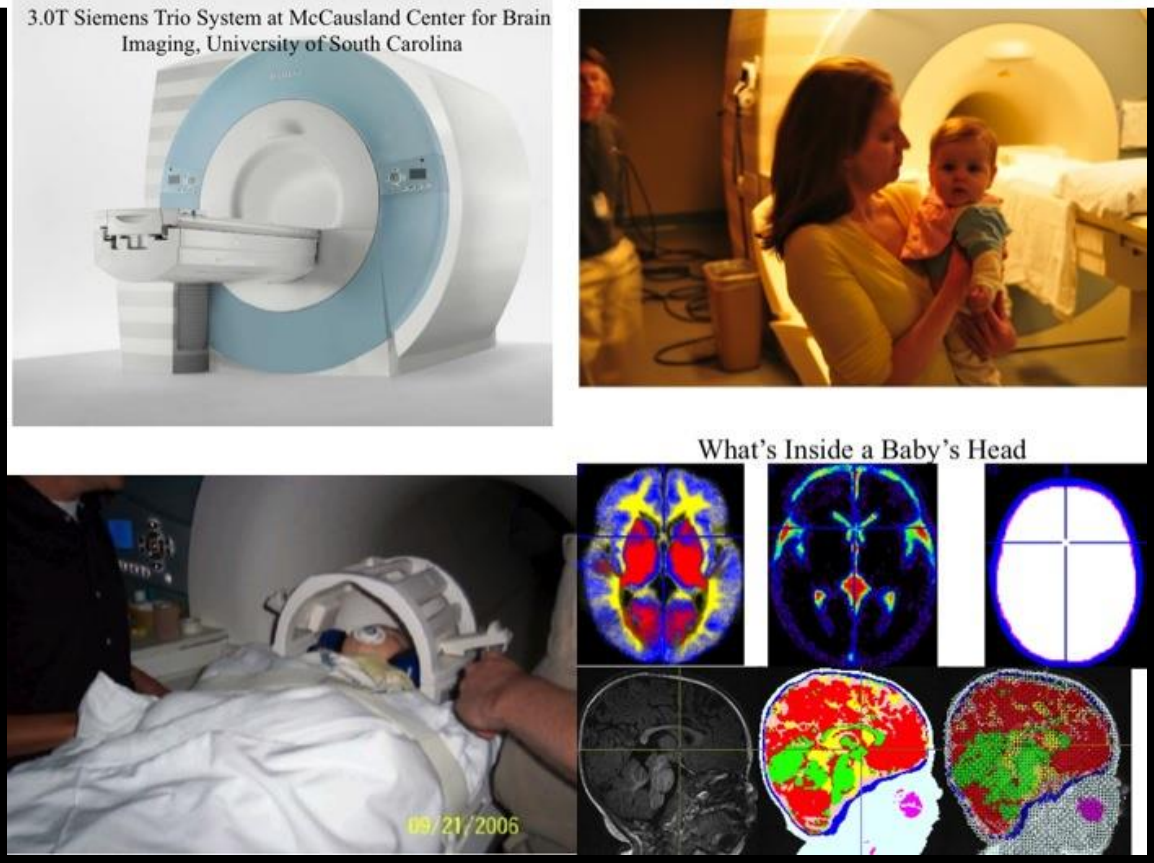 3.0T Siemens Trio System at McCausland Center for Brain
Imaging, University of South Carolina
What's Inside a Baby's Head
09/21/2006